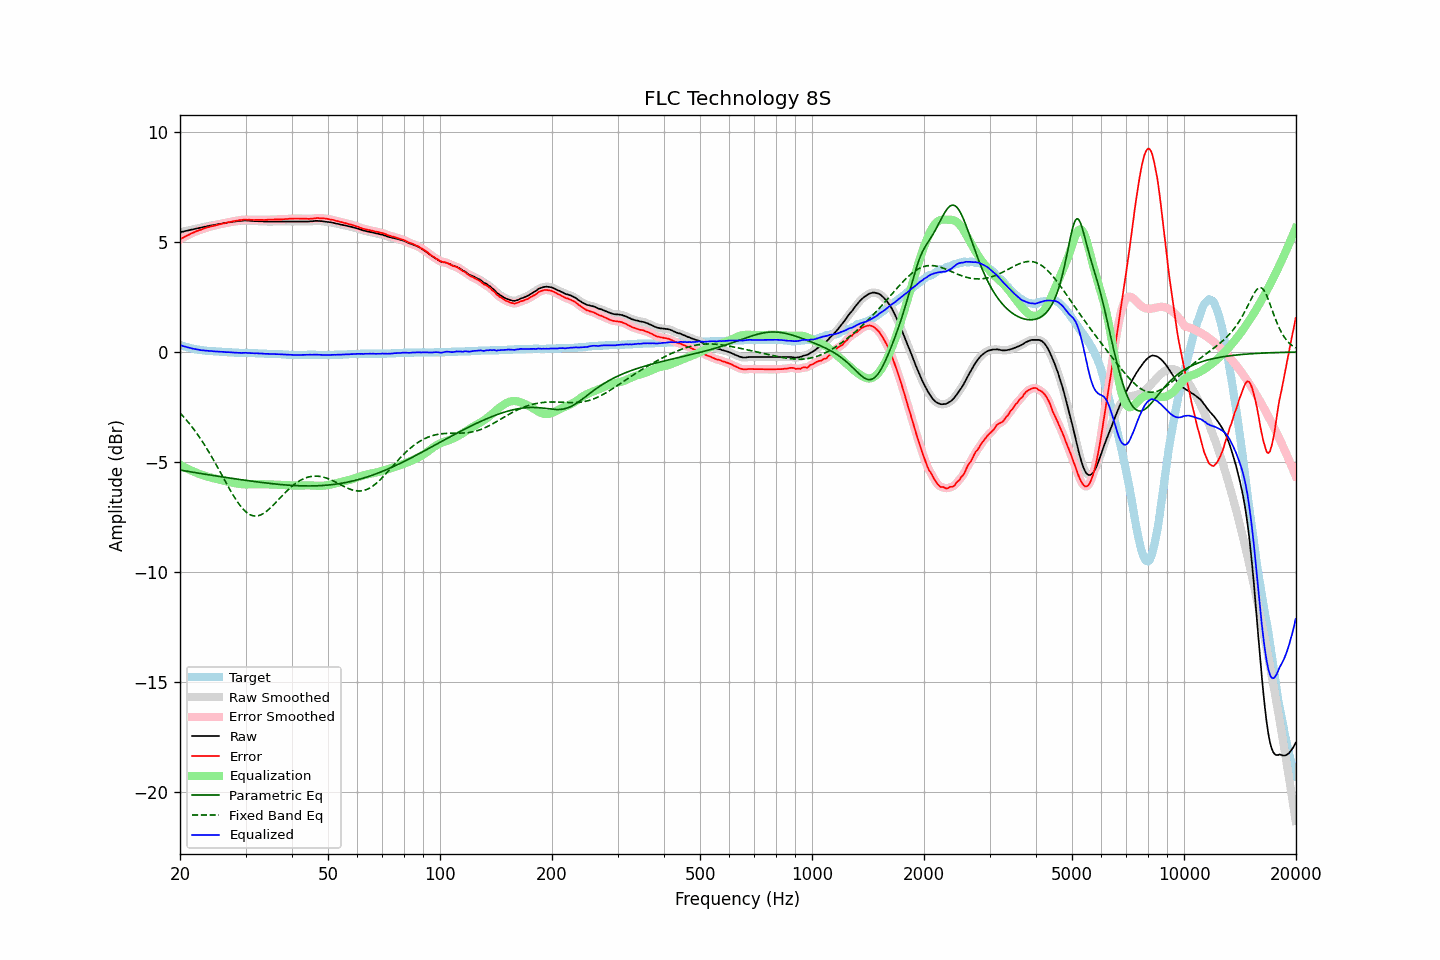 FLC Technology 8S
10
5
0
−5
−10
−15
−20
Amplitude (dBr)
Target
Raw Smoothed
Error Smoothed
Raw
Error
Equalization
Parametric Eq
Fixed Band Eq
Equalized
20 50 100 200 500 1000 2000 5000 10000 20000
Frequency (Hz)